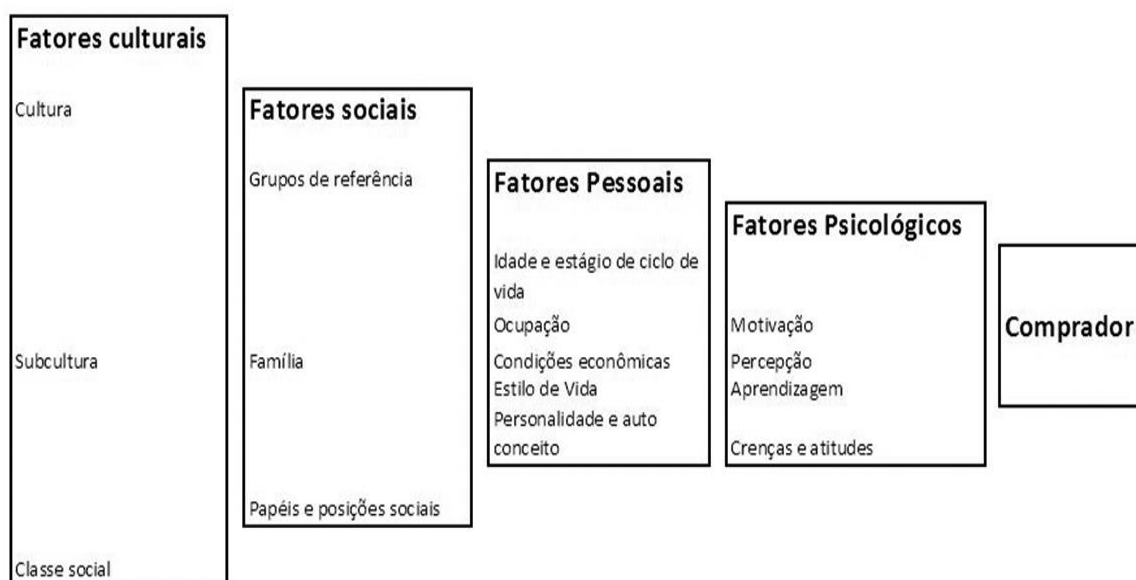 Fatores culturais
Cultura
Subcultura
Classe social
Fatores sociais
Grupos de referência
Família
Papéis e posições sociais
Fatores Pessoais
Idade e estágio de ciclo de
vida
Ocupação
Condições econômicas
Estilo de Vida
Personalidade e auto
conceito
Fatores Psicológicos
Motivação
Percepção
Aprendizagem
Crenças e atitudes
Comprador